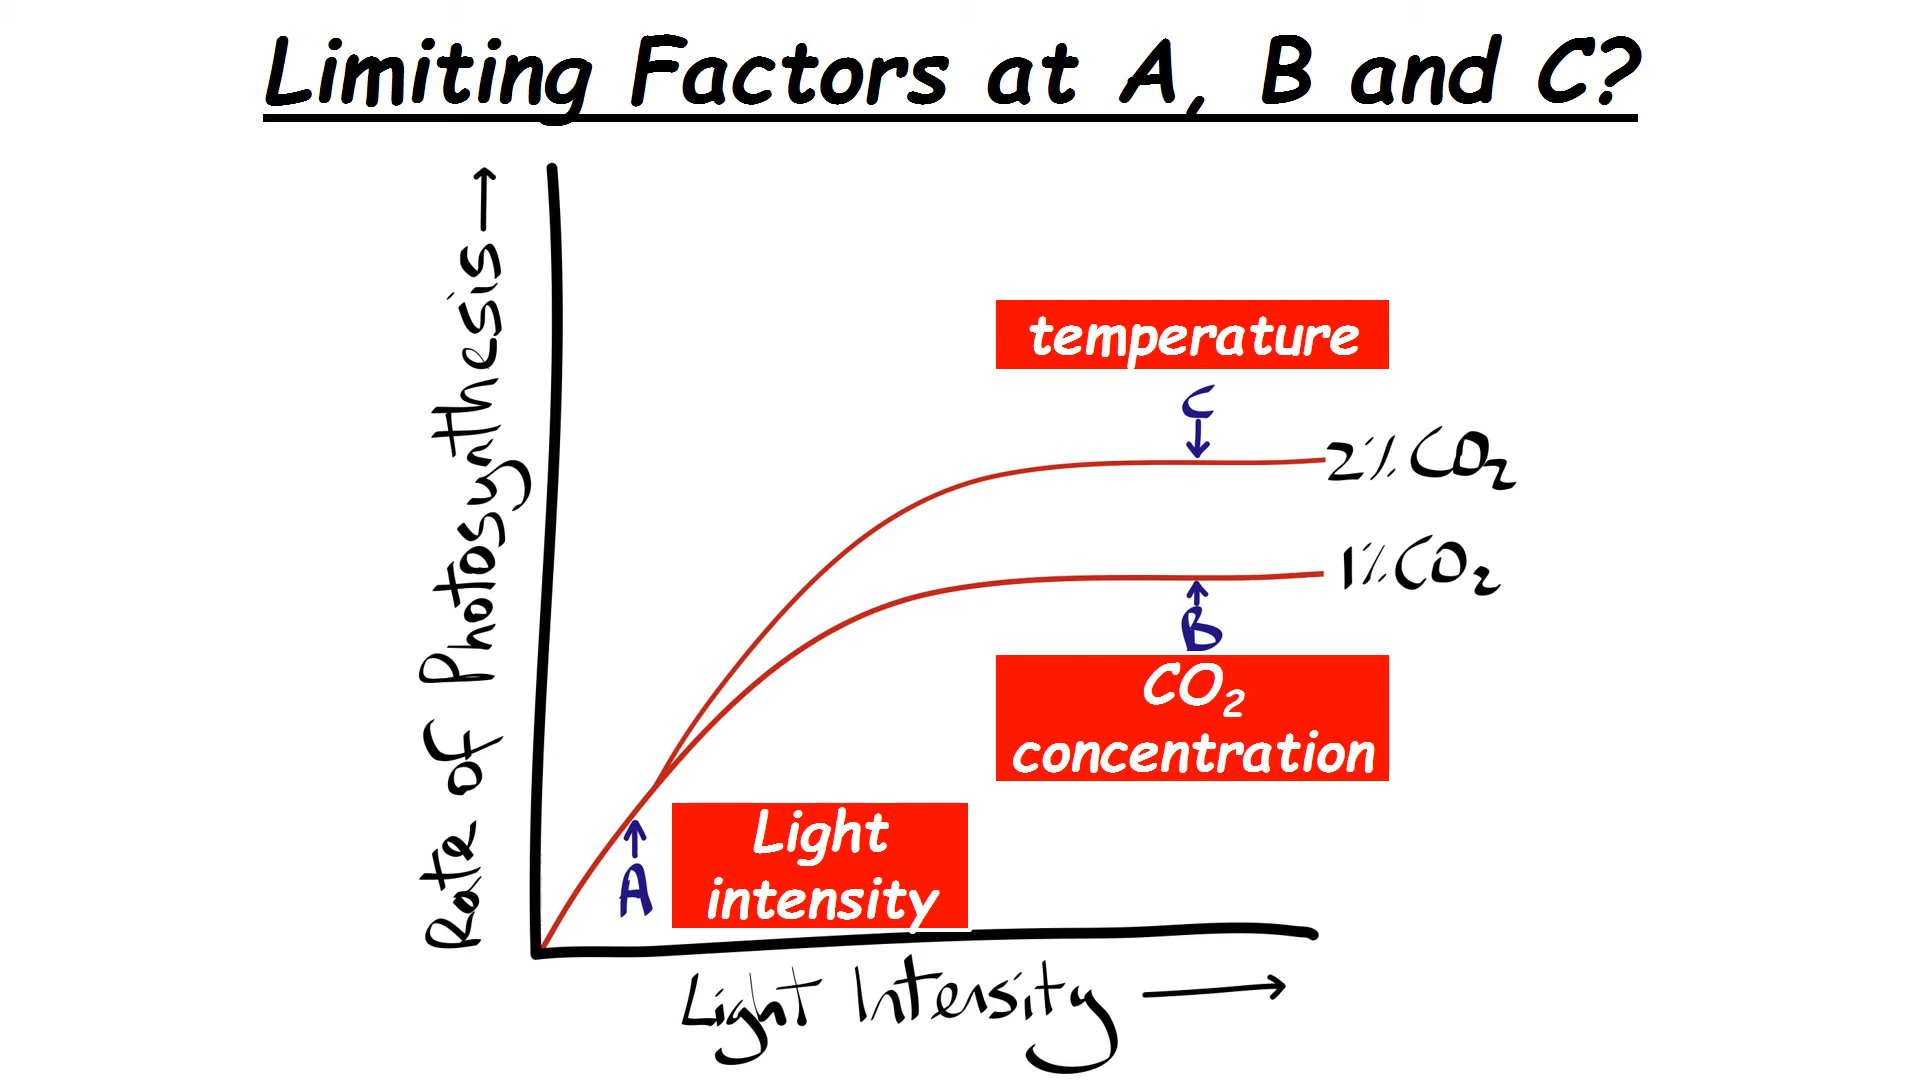 Limiting Factors at A, B and C?
Rate of Photosynthesis →
temperature
C
2% CO₂
1% CO₂
B
CO₂
concentration
Light
intensity
A
Light Intensity →